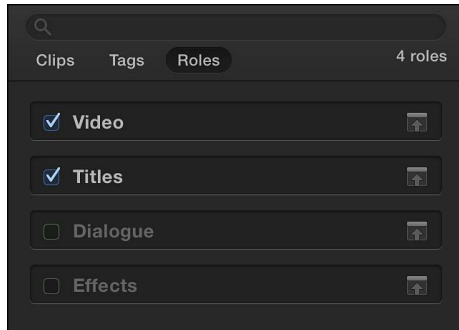 Clips Tags Roles 4 roles
Video
Titles
Dialogue
Effects